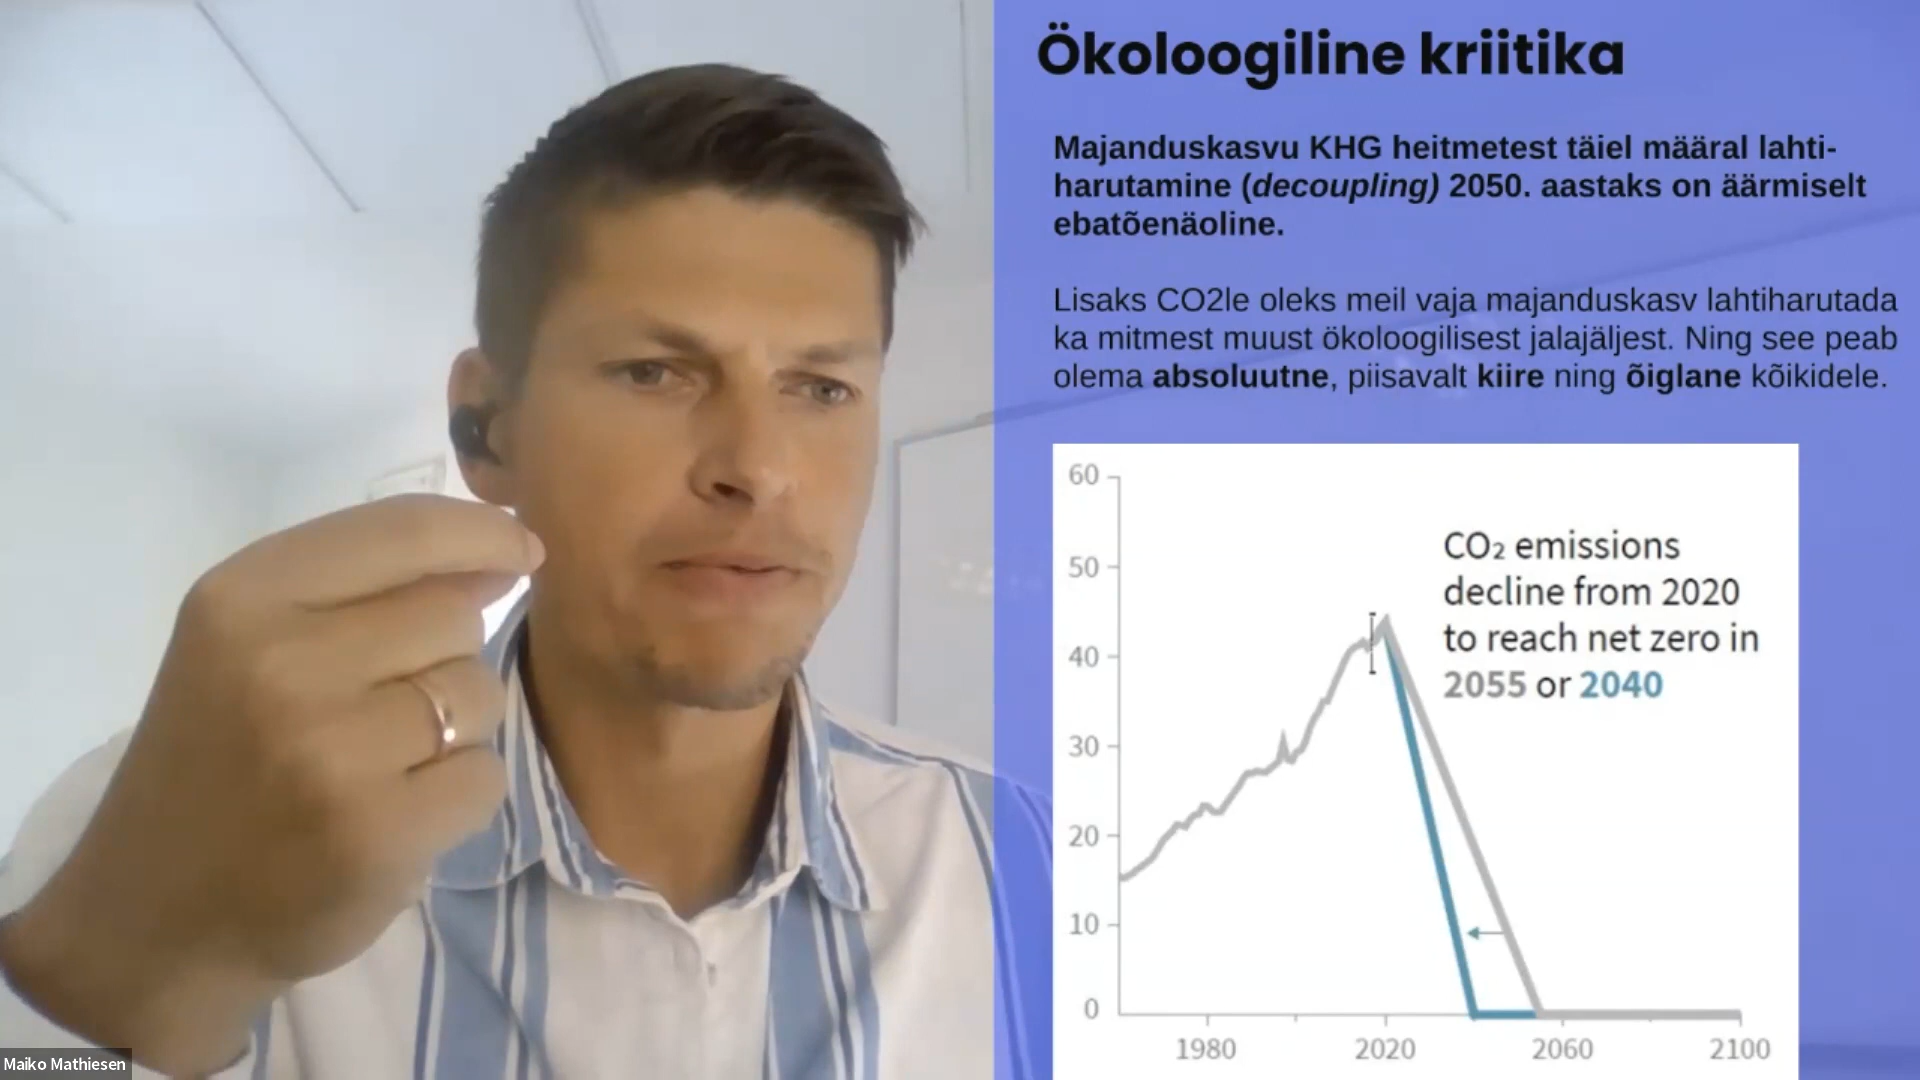 Ökoloogiline kriitika
Majanduskasvu KHG heitmetest täiel määral lahti-
harutamine (decoupling) 2050. aastaks on äärmiselt
ebatõenäoline.
Lisaks CO2le oleks meil vaja majanduskasv lahtiharutada
ka mitmest muust ökoloogilisest jalajäljest. Ning see peab
olema absoluutne, piisavalt kiire ning õiglane kõikidele.
60
50
40
30
20
10
0
CO₂ emissions
decline from 2020
to reach net zero in
2055 or 2040
1980 2020 2060 2100
Maiko Mathiesen